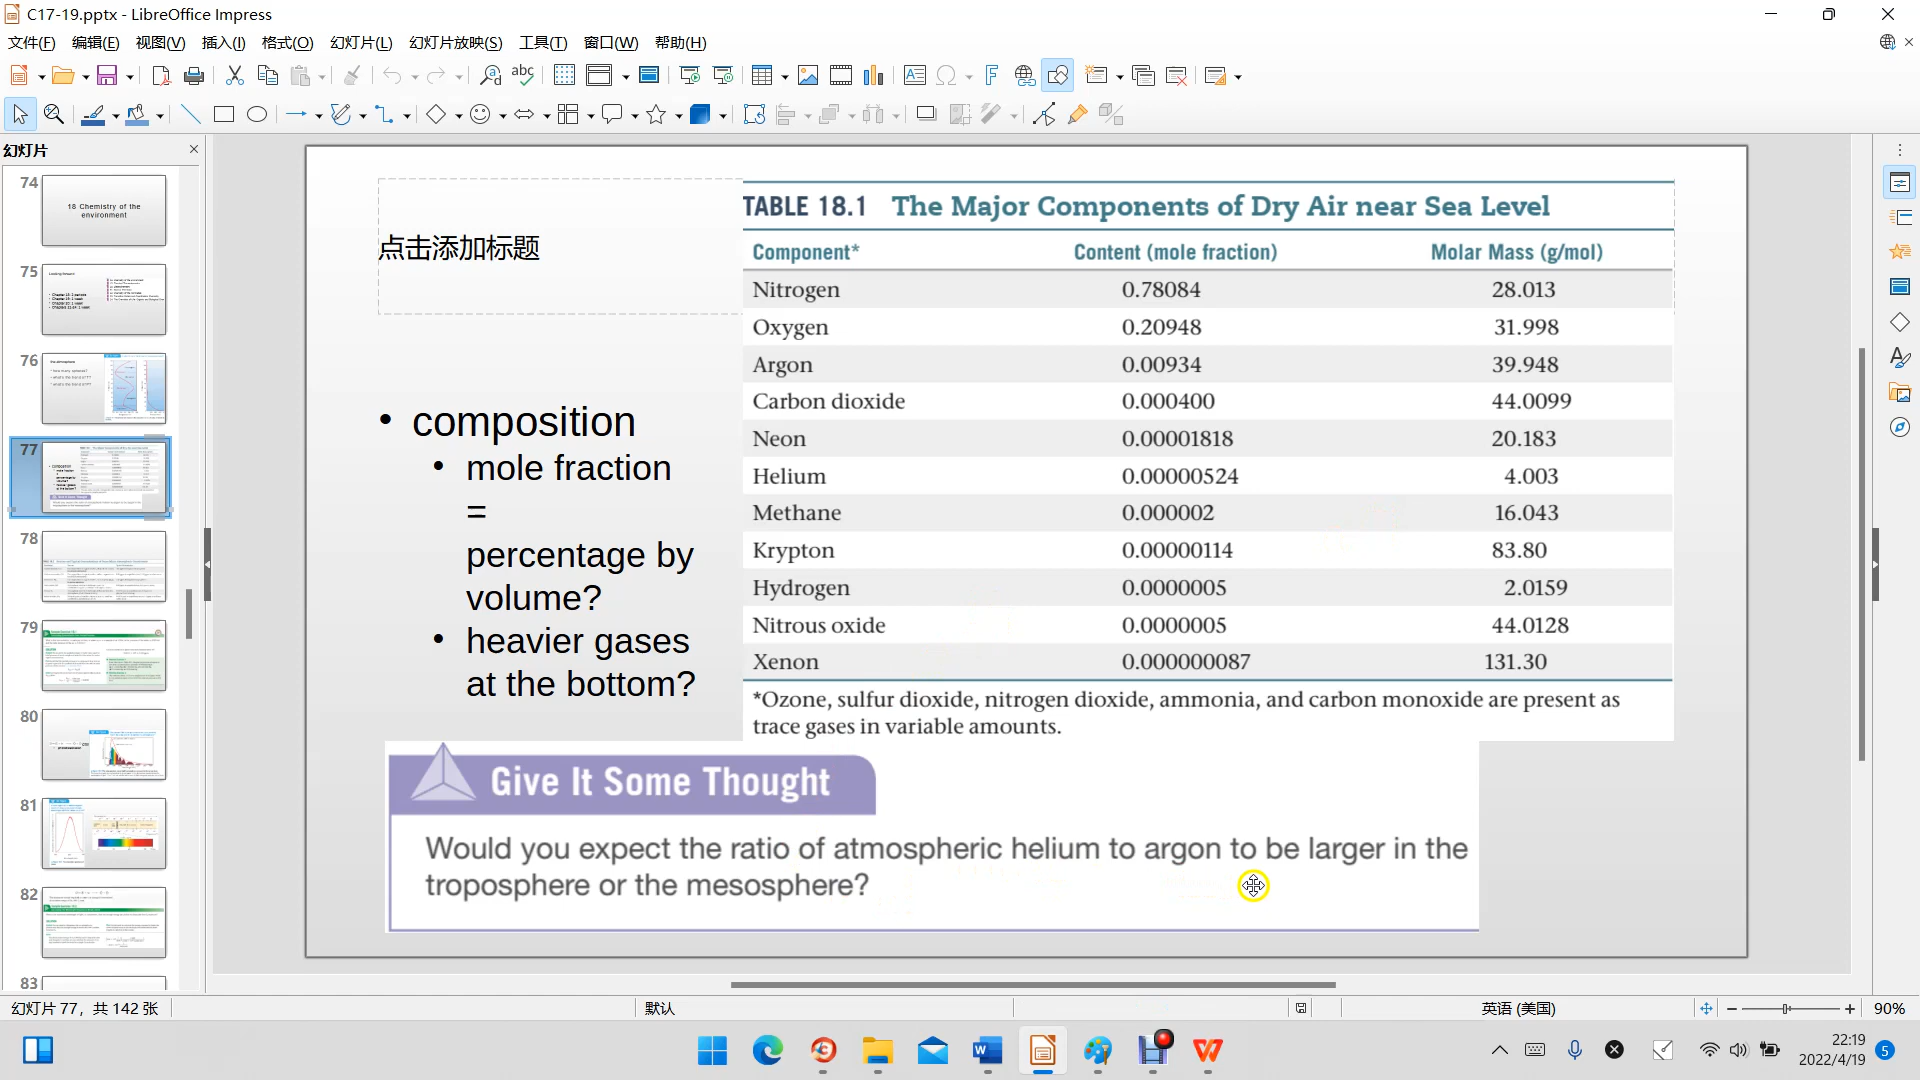 C17-19.pptx - LibreOffice Impress
文件(F) 编辑(E) 视图(V) 插入(I) 格式(O) 幻灯片(L) 幻灯片放映(S) 工具(T) 窗口(W) 帮助(H)
幻灯片
74
18 Chemistry of the
environment
75
76
77
78
79
80
81
82
83
点击添加标题
• composition
• mole fraction
=
percentage by
volume?
• heavier gases
at the bottom?
TABLE 18.1 The Major Components of Dry Air near Sea Level
Component* Content (mole fraction) Molar Mass (g/mol)
Nitrogen 0.78084 28.013
Oxygen 0.20948 31.998
Argon 0.00934 39.948
Carbon dioxide 0.000400 44.0099
Neon 0.00001818 20.183
Helium 0.00000524 4.003
Methane 0.000002 16.043
Krypton 0.00000114 83.80
Hydrogen 0.0000005 2.0159
Nitrous oxide 0.0000005 44.0128
Xenon 0.000000087 131.30
*Ozone, sulfur dioxide, nitrogen dioxide, ammonia, and carbon monoxide are present as
trace gases in variable amounts.
Give It Some Thought
Would you expect the ratio of atmospheric helium to argon to be larger in the
troposphere or the mesosphere?
幻灯片 77，共 142 张 默认 英语 (美国) 90%
22:19
2022/4/19 5